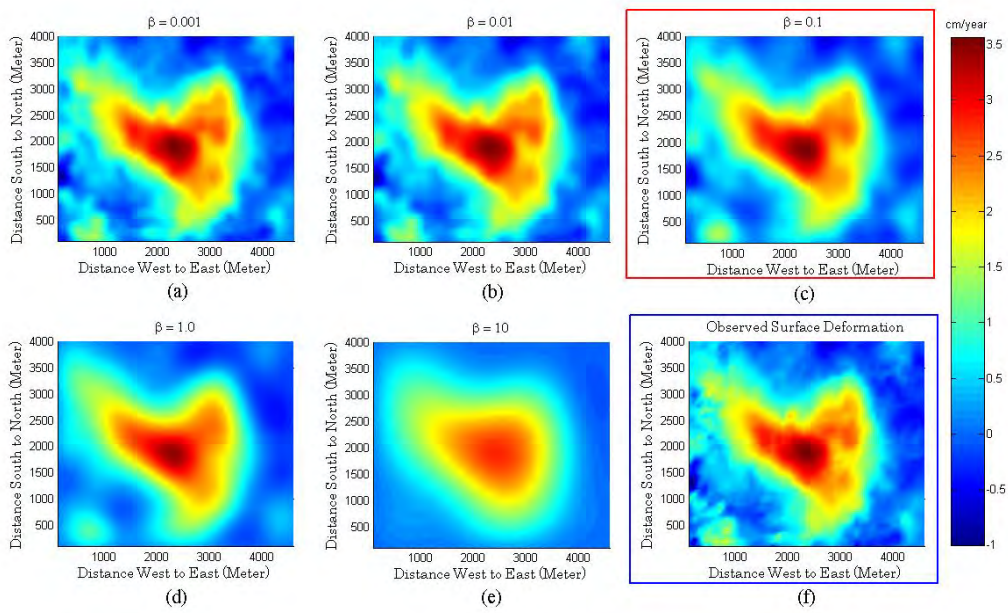 β = 0.001
β = 0.01
β = 0.1
cm/year
Distance South to North (Meter)
4000
3500
3000
2500
2000
1500
1000
500
1000 2000 3000 4000
Distance West to East (Meter)
(a)
Distance South to North (Meter)
4000
3500
3000
2500
2000
1500
1000
500
1000 2000 3000 4000
Distance West to East (Meter)
(b)
Distance South to North (Meter)
4000
3500
3000
2500
2000
1500
1000
500
1000 2000 3000 4000
Distance West to East (Meter)
(c)
3.5
3
2.5
2
1.5
1
0.5
0
-0.5
-1
β = 1.0
β = 10
Observed Surface Deformation
Distance South to North (Meter)
4000
3500
3000
2500
2000
1500
1000
500
1000 2000 3000 4000
Distance West to East (Meter)
(d)
Distance South to North (Meter)
4000
3500
3000
2500
2000
1500
1000
500
1000 2000 3000 4000
Distance West to East (Meter)
(e)
Distance South to North (Meter)
4000
3500
3000
2500
2000
1500
1000
500
1000 2000 3000 4000
Distance West to East (Meter)
(f)